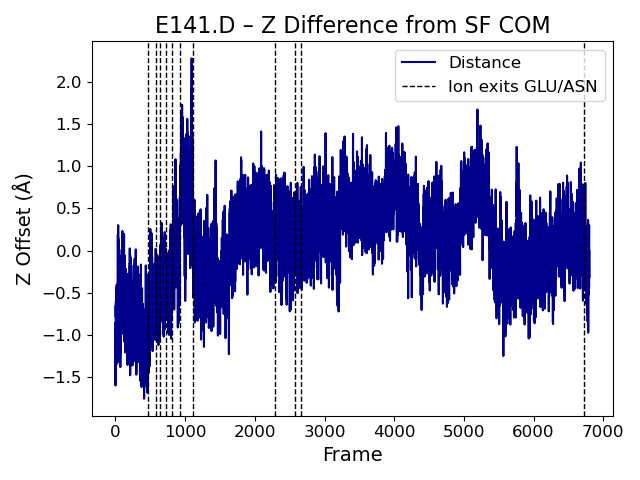 E141.D – Z Difference from SF COM
Distance
Ion exits GLU/ASN
Z Offset (Å)
2.0
1.5
1.0
0.5
0.0
−0.5
−1.0
−1.5
0 1000 2000 3000 4000 5000 6000 7000
Frame